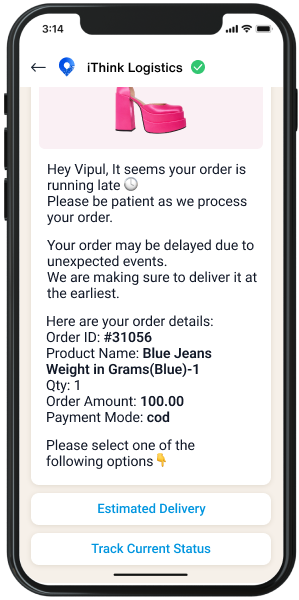 3:14
iThink Logistics
Hey Vipul, It seems your order is
running late 🕓
Please be patient as we process
your order.
Your order may be delayed due to
unexpected events.
We are making sure to deliver it at
the earliest.
Here are your order details:
Order ID: #31056
Product Name: Blue Jeans
Weight in Grams(Blue)-1
Qty: 1
Order Amount: 100.00
Payment Mode: cod
Please select one of the
following options👇
Estimated Delivery
Track Current Status